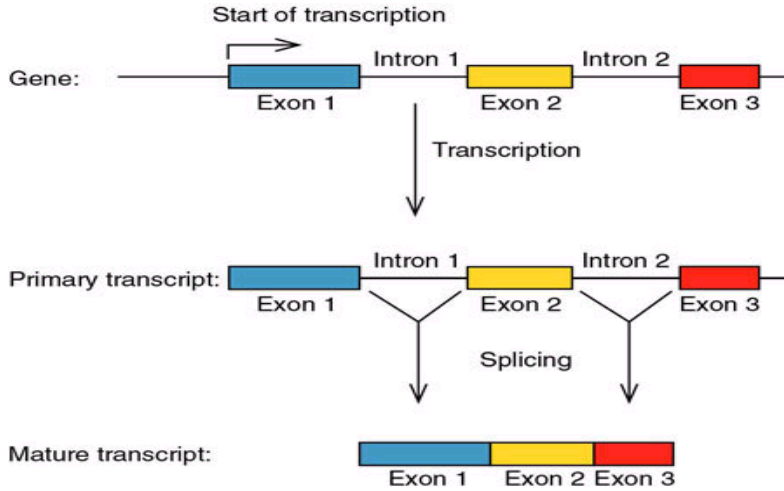 Start of transcription
Gene:
Intron 1
Intron 2
Exon 1
Exon 2
Exon 3
Transcription
Primary transcript:
Intron 1
Intron 2
Exon 1
Exon 2
Exon 3
Splicing
Mature transcript:
Exon 1
Exon 2
Exon 3